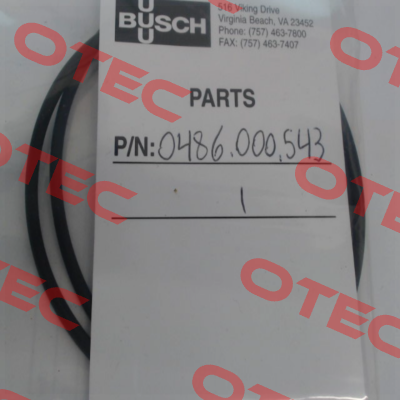 BUSCH
516 Viking Drive
Virginia Beach, VA 23452
Phone: (757) 463-7800
FAX: (757) 463-7407
PARTS
P/N: 0486.000.543
1
OTEC
OTEC
OTEC
OTEC
OTEC
OTEC